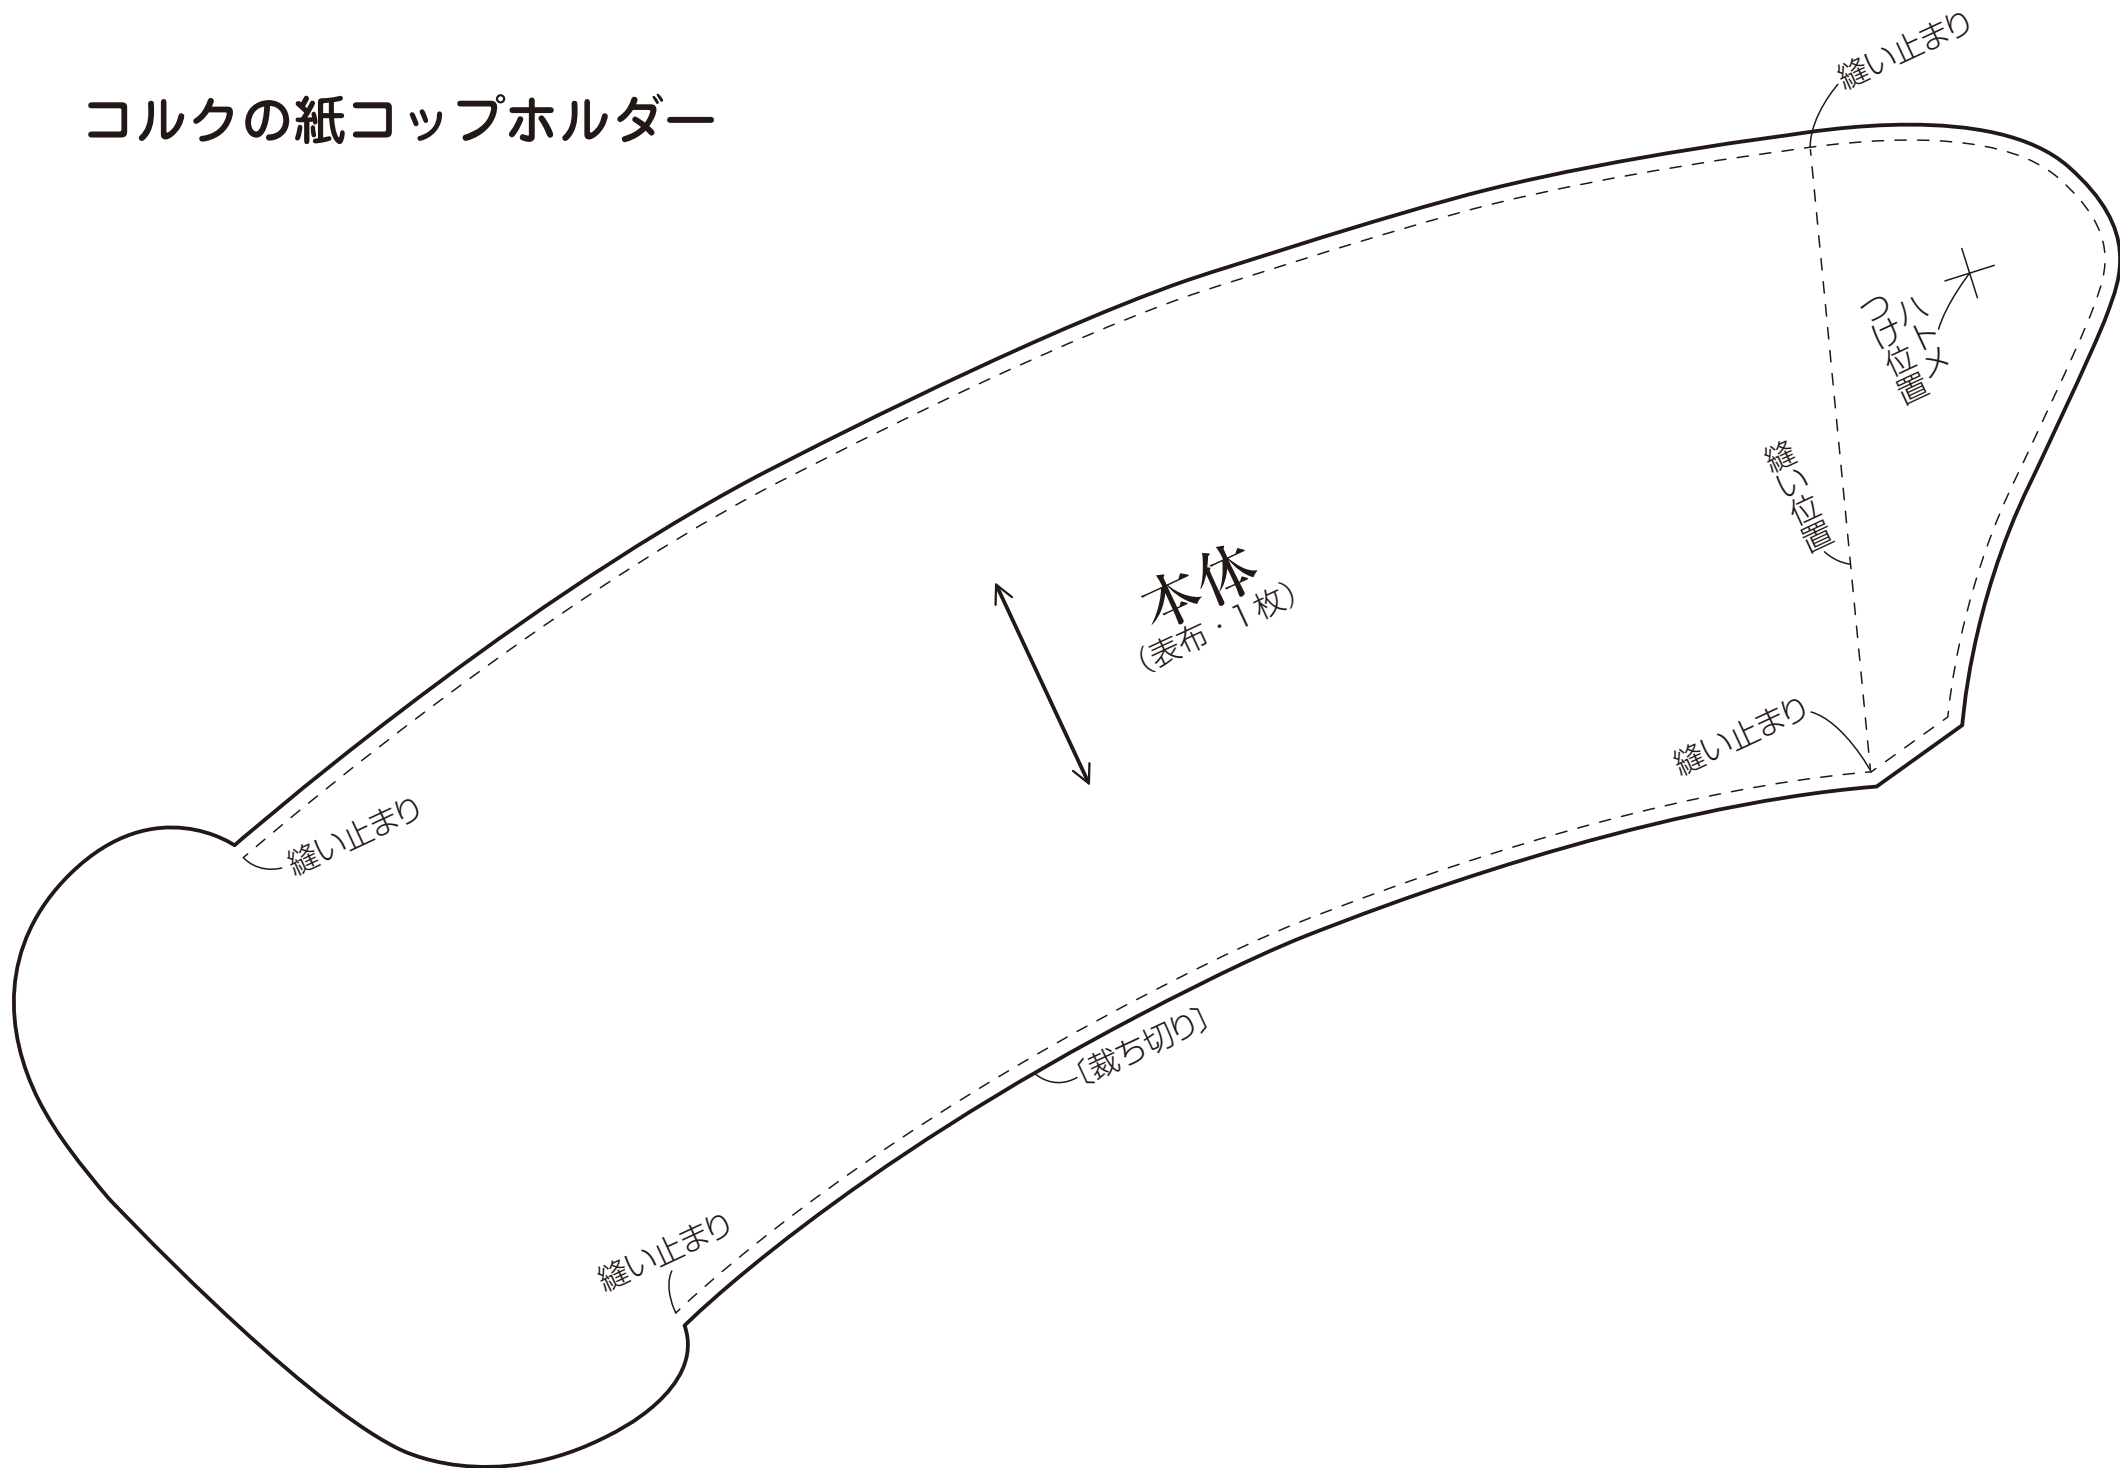 コルクの紙コップホルダー
縫い止まり
ハトメ
つけ位置
縫い位置
本体
（表布・1枚）
縫い止まり
縫い止まり
〔裁ち切り〕
縫い止まり